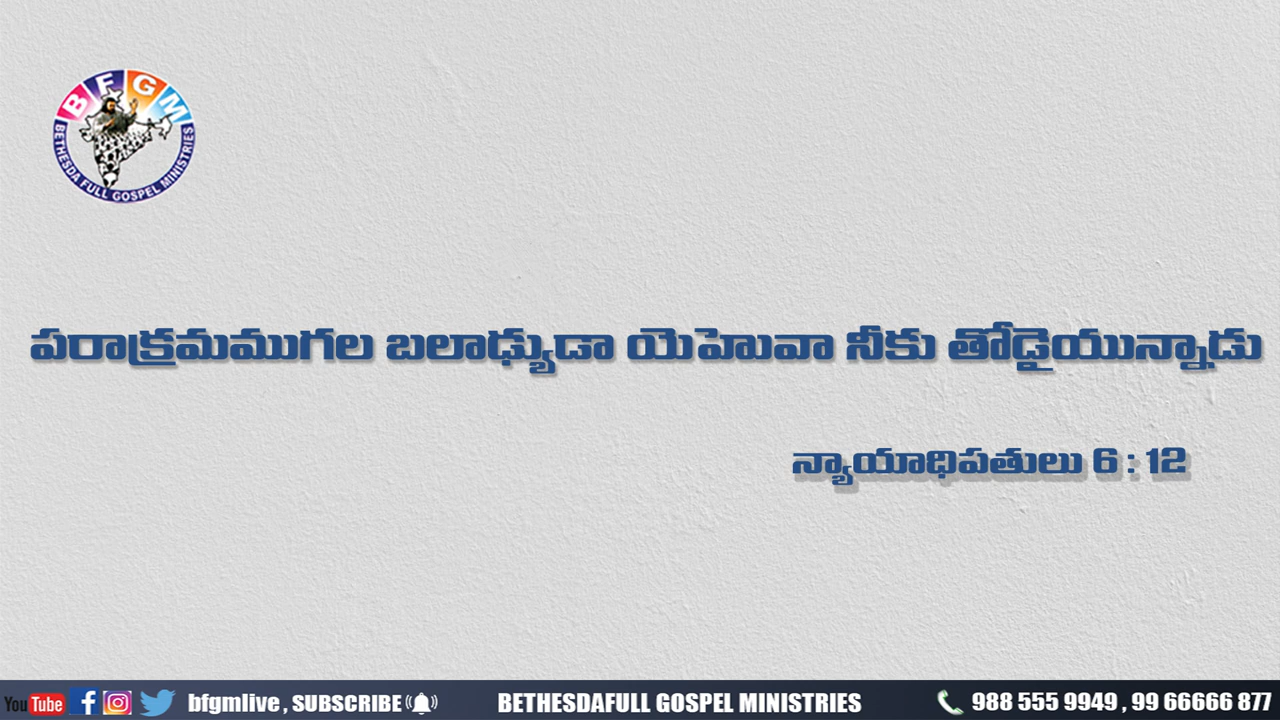 BFGM
BETHESDA FULL GOSPEL MINISTRIES
పరాక్రమముగల బలాఢ్యుడా యెహెువా నీకు తోడైయున్నాడు
న్యాయాధిపతులు 6 : 12
YouTube bfgmlive , SUBSCRIBE BETHESDAFULL GOSPEL MINISTRIES 988 555 9949 , 99 66666 877